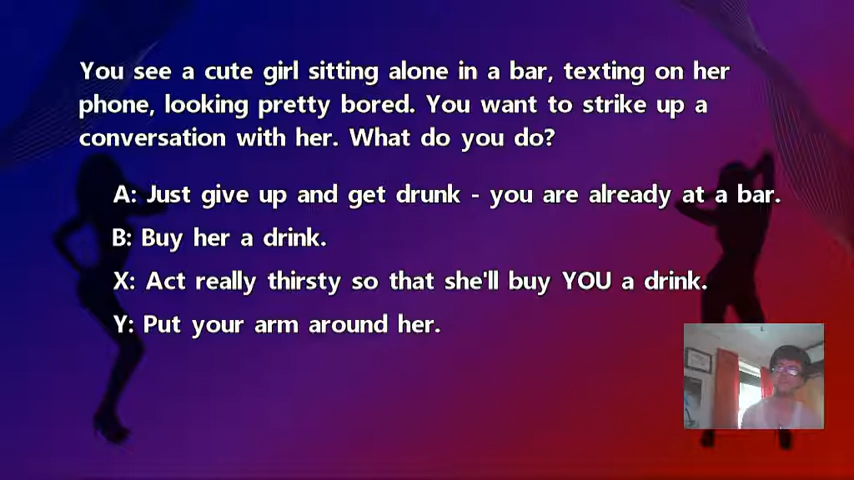 You see a cute girl sitting alone in a bar, texting on her
phone, looking pretty bored. You want to strike up a
conversation with her. What do you do?
A: Just give up and get drunk - you are already at a bar.
B: Buy her a drink.
X: Act really thirsty so that she'll buy YOU a drink.
Y: Put your arm around her.